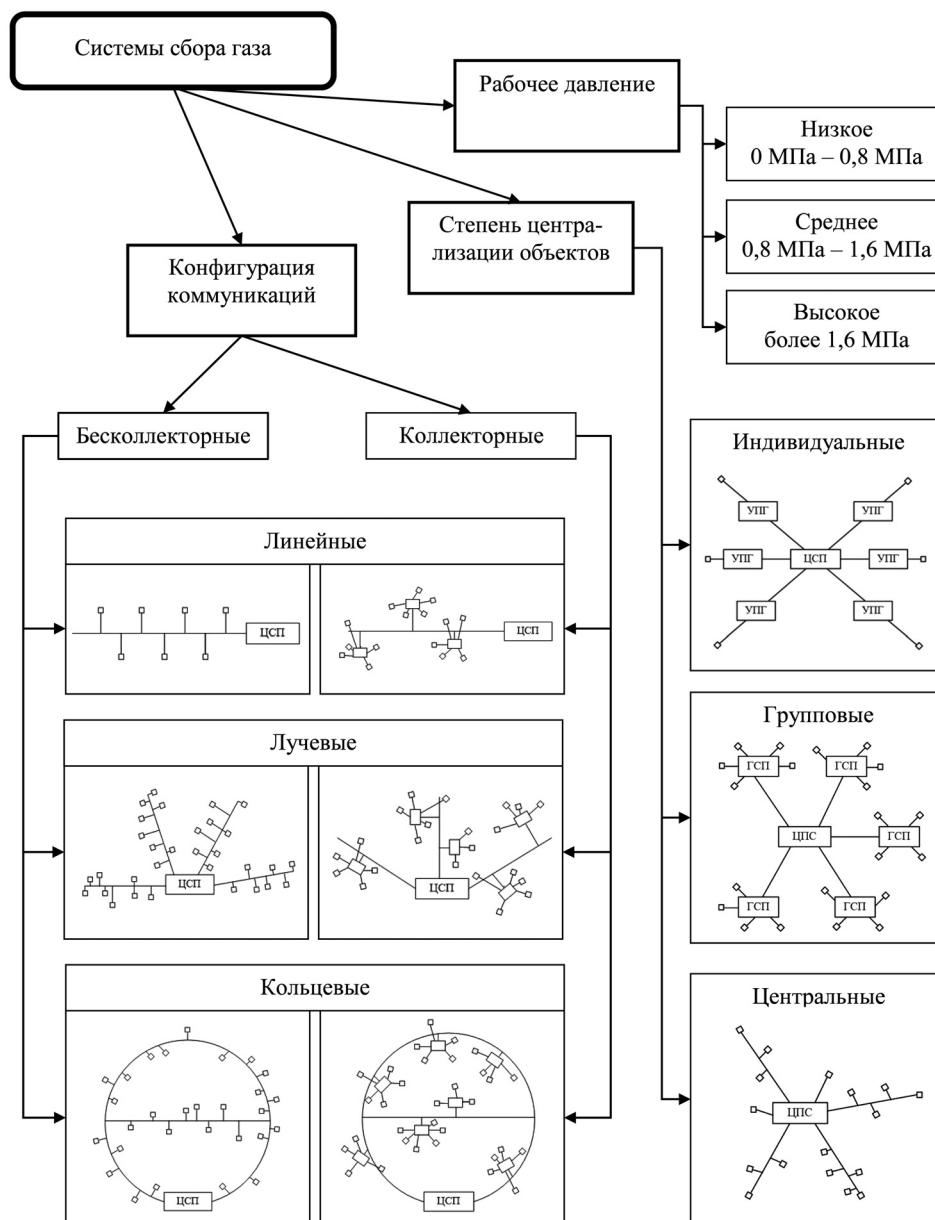 Системы сбора газа
Рабочее давление
Низкое
0 МПа – 0,8 МПа
Среднее
0,8 МПа – 1,6 МПа
Высокое
более 1,6 МПа
Степень центра-
лизации объектов
Конфигурация
коммуникаций
Бесколлекторные
Коллекторные
Линейные
ЦСП
ЦСП
Лучевые
ЦСП
ЦСП
Кольцевые
ЦСП
ЦСП
Индивидуальные
УПГ
УПГ
УПГ
ЦСП
УПГ
УПГ
УПГ
Групповые
ГСП
ГСП
ЦПС
ГСП
ГСП
ГСП
Центральные
ЦПС